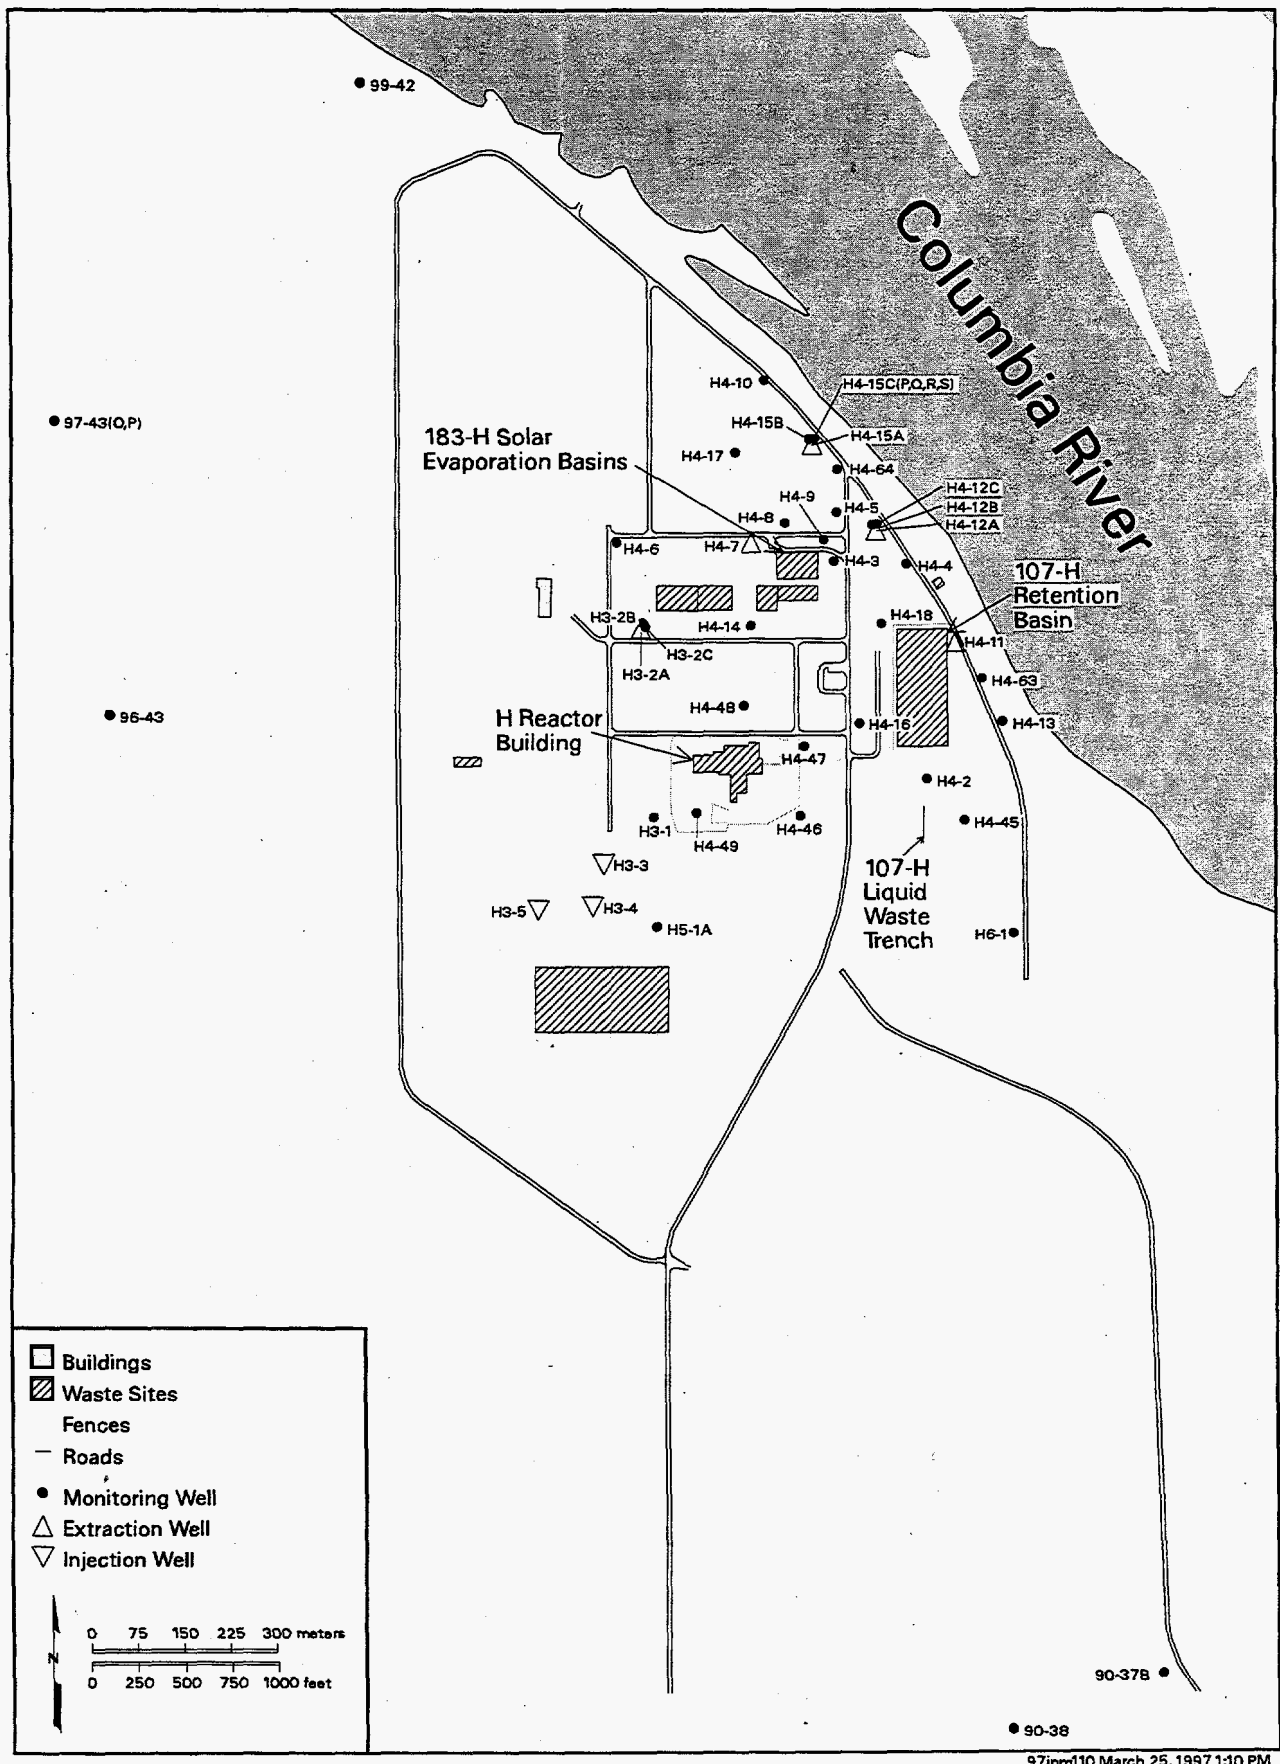 99-42
Columbia River
H4-10
H4-15C(P,Q,R,S)
97-43(O,P)
H4-15B
H4-15A
183-H Solar
Evaporation Basins
H4-17
H4-64
H4-12C
H4-9
H4-5
H4-12B
H4-8
H4-12A
H4-6
H4-7
H4-3
H4-4
107-H
Retention
Basin
H3-2B
H4-14
H4-18
H4-11
H3-2C
H3-2A
H4-63
H4-48
96-43
H Reactor
Building
H4-16
H4-13
H4-47
H4-2
H3-1
H4-46
H4-45
H4-49
H3-3
107-H
Liquid
Waste
Trench
H3-5
H3-4
H5-1A
H6-1
Buildings
Waste Sites
Fences
Roads
Monitoring Well
Extraction Well
Injection Well
0 75 150 225 300 meters
N
0 250 500 750 1000 feet
90-37B
90-38
97jpm110 March 25, 1997 1:10 PM